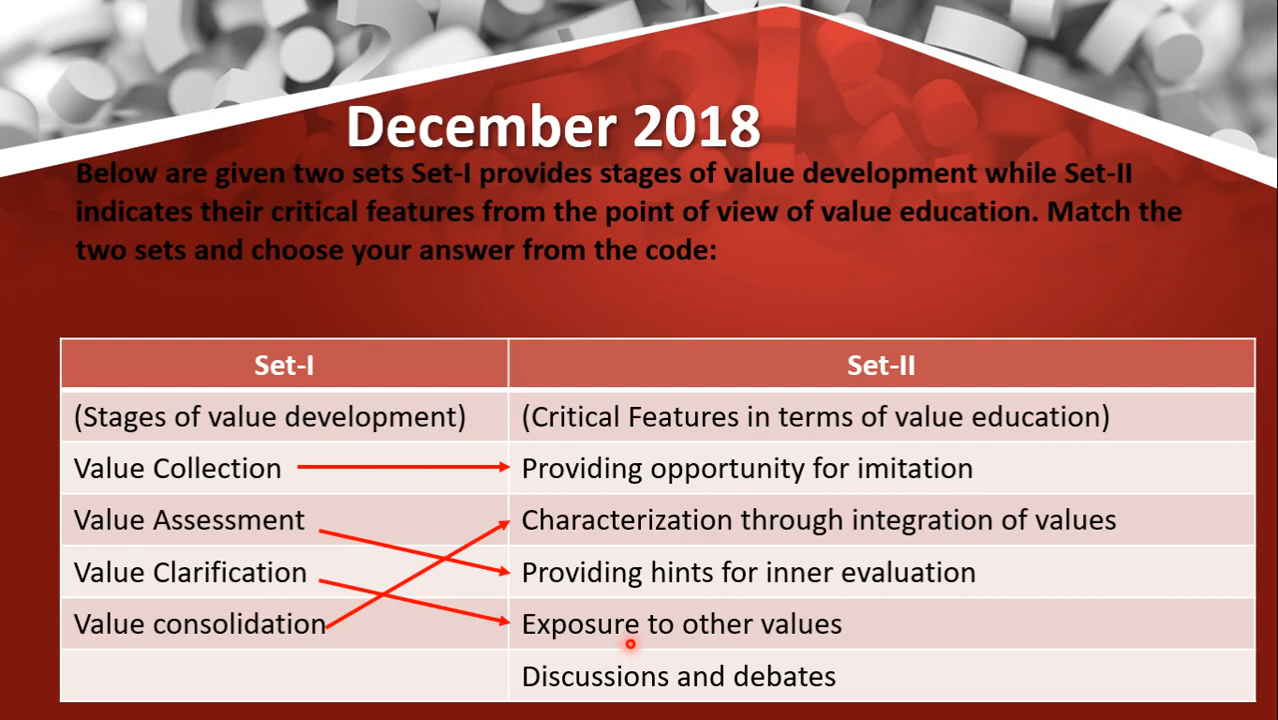 December 2018
Below are given two sets Set-I provides stages of value development while Set-II
indicates their critical features from the point of view of value education. Match the
two sets and choose your answer from the code:
Set-I Set-II
(Stages of value development) (Critical Features in terms of value education)
Value Collection Providing opportunity for imitation
Value Assessment Characterization through integration of values
Value Clarification Providing hints for inner evaluation
Value consolidation Exposure to other values
Discussions and debates